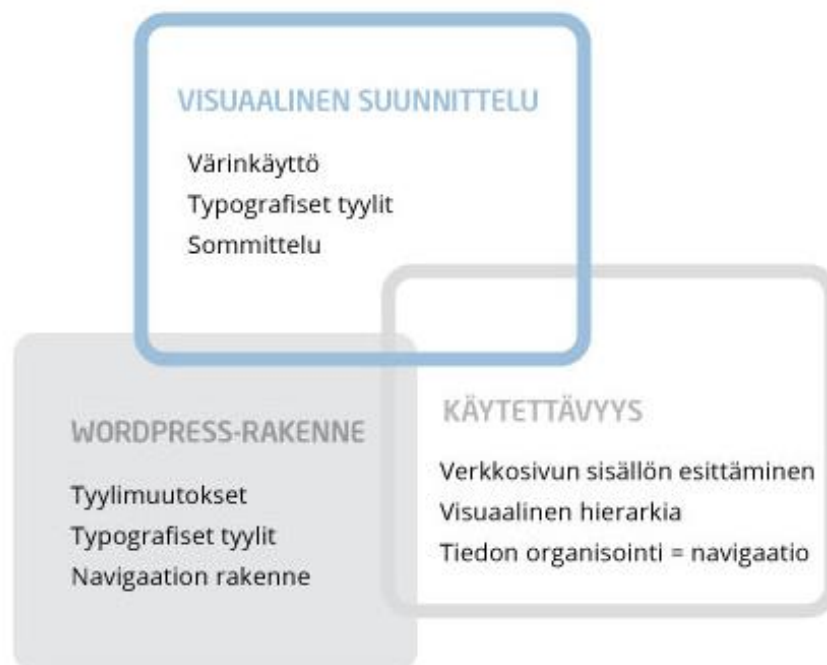 VISUAALINEN SUUNNITTELU
Värinkäyttö
Typografiset tyylit
Sommittelu
WORDPRESS-RAKENNE
Tyylimuutokset
Typografiset tyylit
Navigaation rakenne
KÄYTETTÄVYYS
Verkkosivun sisällön esittäminen
Visuaalinen hierarkia
Tiedon organisointi = navigaatio